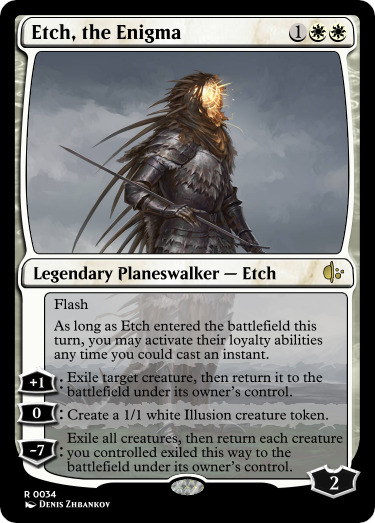 Etch, the Enigma 1
Legendary Planeswalker — Etch
Flash
As long as Etch entered the battlefield this
turn, you may activate their loyalty abilities
any time you could cast an instant.
+1 : Exile target creature, then return it to the
battlefield under its owner's control.
0 : Create a 1/1 white Illusion creature token.
-7 : Exile all creatures, then return each creature
you controlled exiled this way to the
battlefield under its owner's control.
2
R 0034
Denis Zhbankov